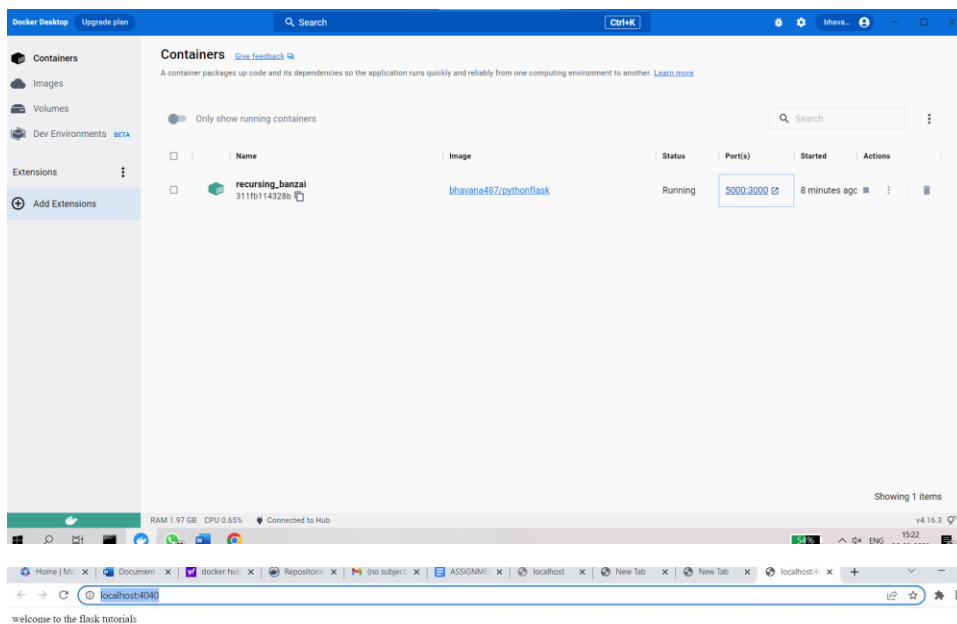 Docker Desktop Upgrade plan Search Ctrl+K bhava...
Containers
Images
Volumes
Dev Environments BETA
Extensions
Add Extensions
Containers Give feedback
A container packages up code and its dependencies so the application runs quickly and reliably from one computing environment to another. Learn more
Only show running containers Search
Name Image Status Port(s) Started Actions
recursing_banzai
311fb114328b
bhavana487/pythonflask Running 5000:3000 8 minutes agc
Showing 1 items
RAM 1.97 GB CPU 0.65% Connected to Hub v4.16.3
54% ENG 15:22
Home | Mic Document docker hub Repositorie (no subject ASSIGNME localhost New Tab New Tab localhost:4
localhost:4040
welcome to the flask tutorials